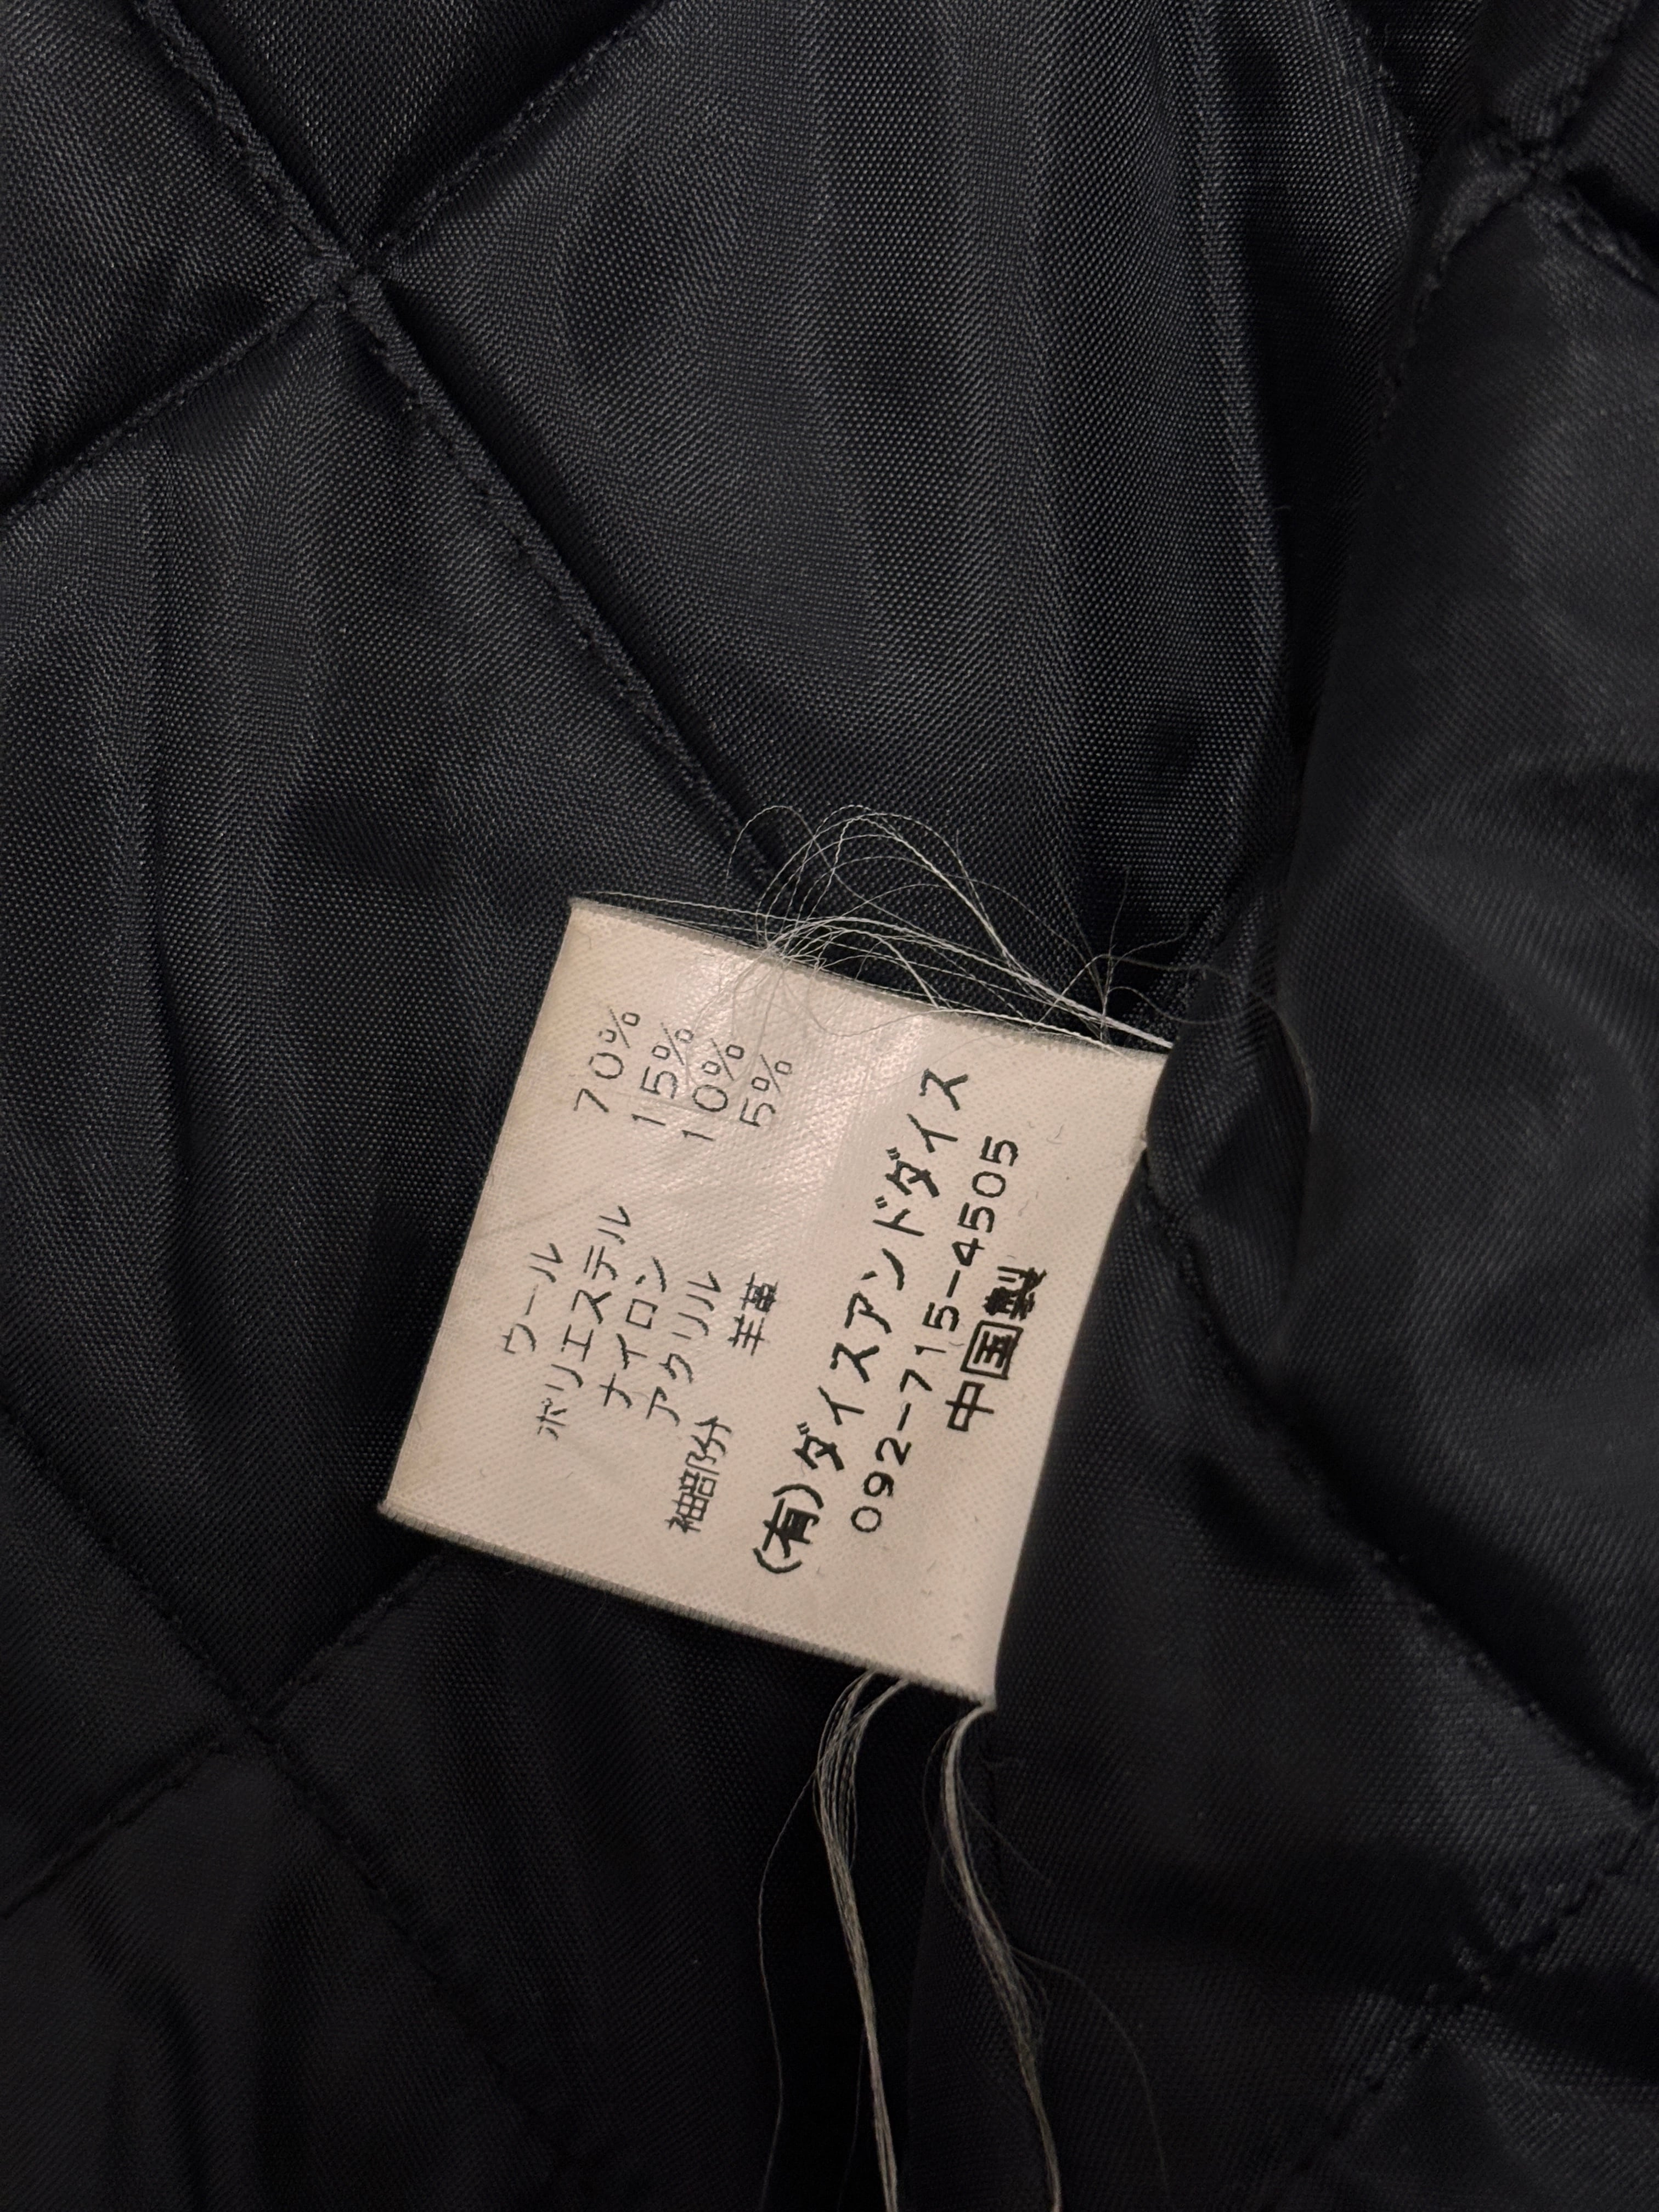 ウール 70%
ポリエステル 15%
ナイロン 10%
アクリル 5%
袖部分 羊革
(有)ダイスアンドダイス
092-715-4505
中国製